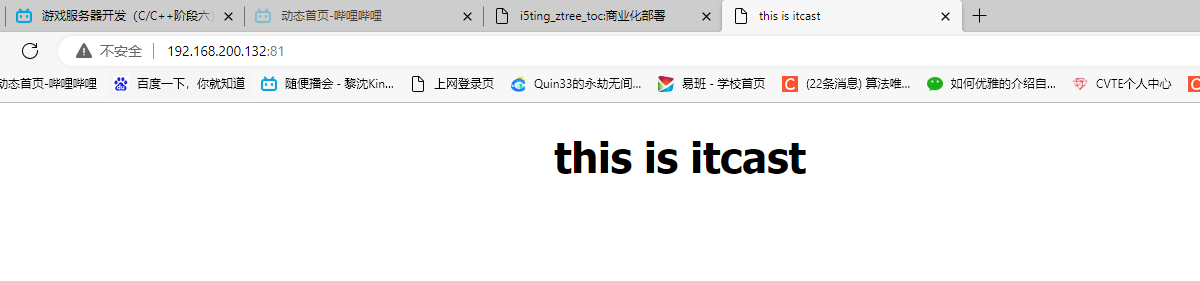 游戏服务器开发（C/C++阶段六） 动态首页-哔哩哔哩 i5ting_ztree_toc:商业化部署 this is itcast
不安全 192.168.200.132:81
动态首页-哔哩哔哩 百度一下，你就知道 随便播会 - 黎沈Kin... 上网登录页 Quin33的永劫无间... 易班 - 学校首页 (22条消息) 算法唯... 如何优雅的介绍自... CVTE个人中心
this is itcast